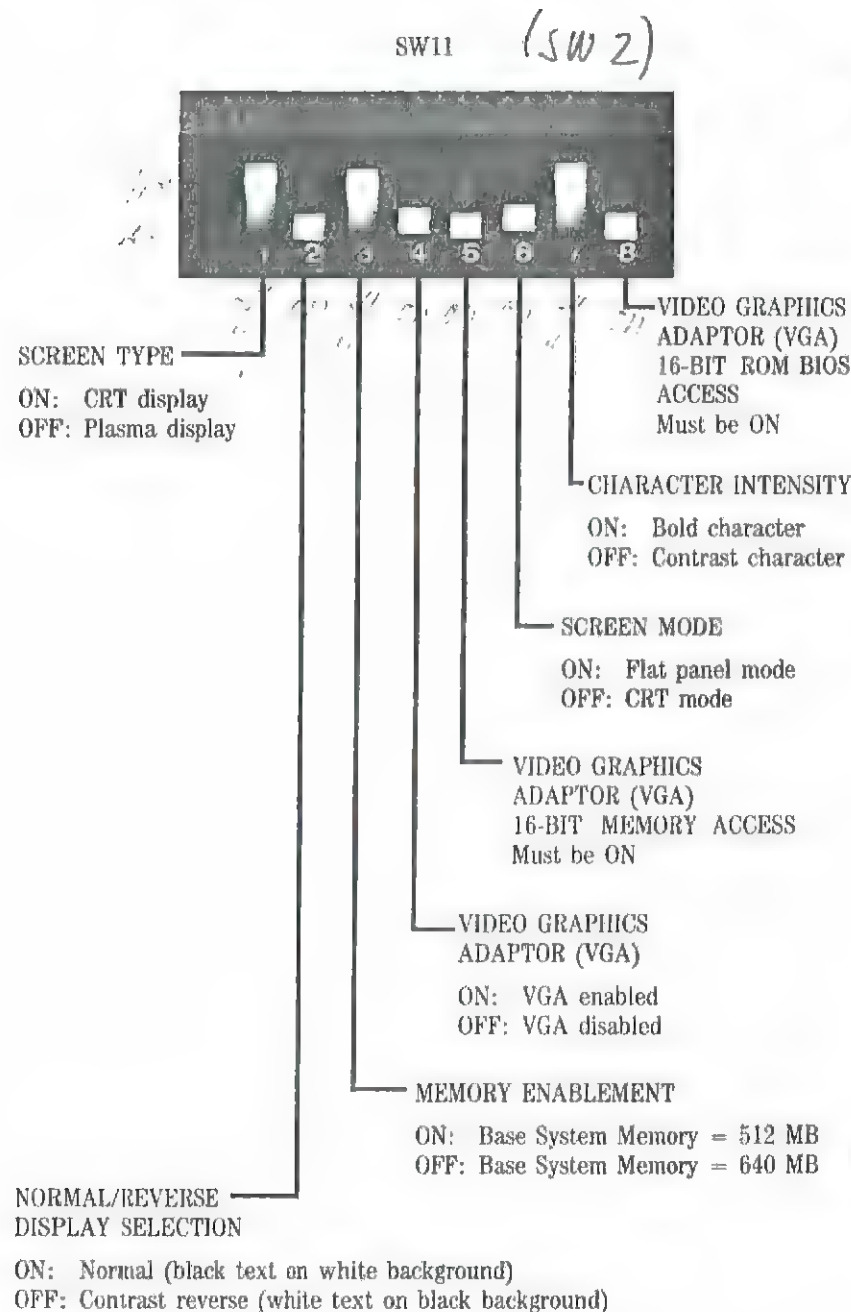 SW11 (SW 2)
1 2 3 4 5 6 7 8
VIDEO GRAPHICS
ADAPTOR (VGA)
16-BIT ROM BIOS
ACCESS
Must be ON
SCREEN TYPE
ON: CRT display
OFF: Plasma display
CHARACTER INTENSITY
ON: Bold character
OFF: Contrast character
SCREEN MODE
ON: Flat panel mode
OFF: CRT mode
VIDEO GRAPHICS
ADAPTOR (VGA)
16-BIT MEMORY ACCESS
Must be ON
VIDEO GRAPHICS
ADAPTOR (VGA)
ON: VGA enabled
OFF: VGA disabled
MEMORY ENABLEMENT
ON: Base System Memory = 512 MB
OFF: Base System Memory = 640 MB
NORMAL/REVERSE
DISPLAY SELECTION
ON: Normal (black text on white background)
OFF: Contrast reverse (white text on black background)